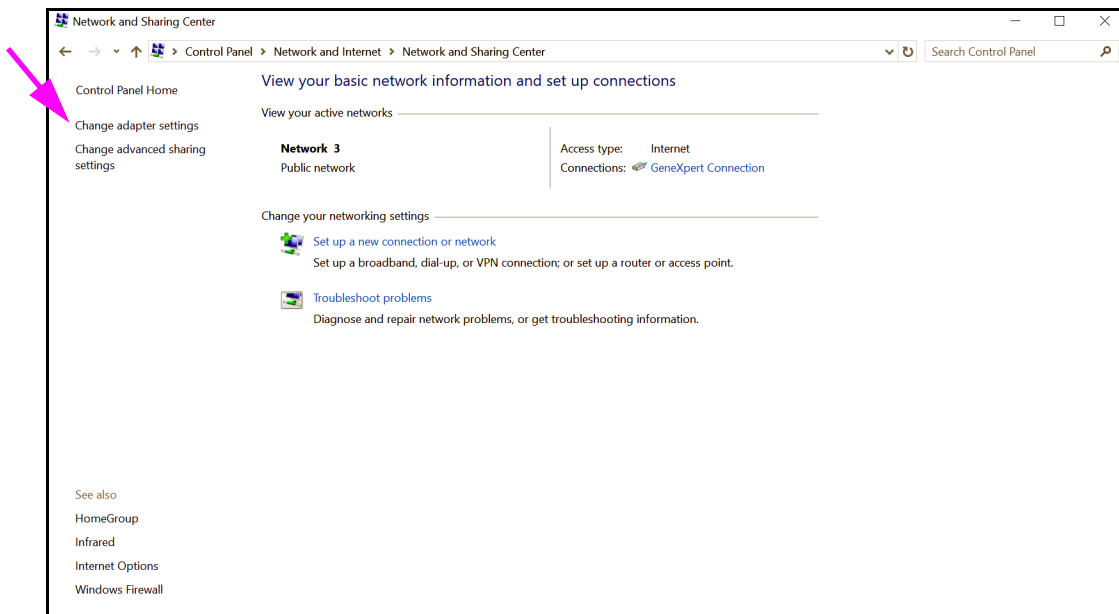 Network and Sharing Center
Control Panel > Network and Internet > Network and Sharing Center
Search Control Panel
Control Panel Home
Change adapter settings
Change advanced sharing
settings
View your basic network information and set up connections
View your active networks
Network 3
Public network
Access type: Internet
Connections: GeneXpert Connection
Change your networking settings
Set up a new connection or network
Set up a broadband, dial-up, or VPN connection; or set up a router or access point.
Troubleshoot problems
Diagnose and repair network problems, or get troubleshooting information.
See also
HomeGroup
Infrared
Internet Options
Windows Firewall